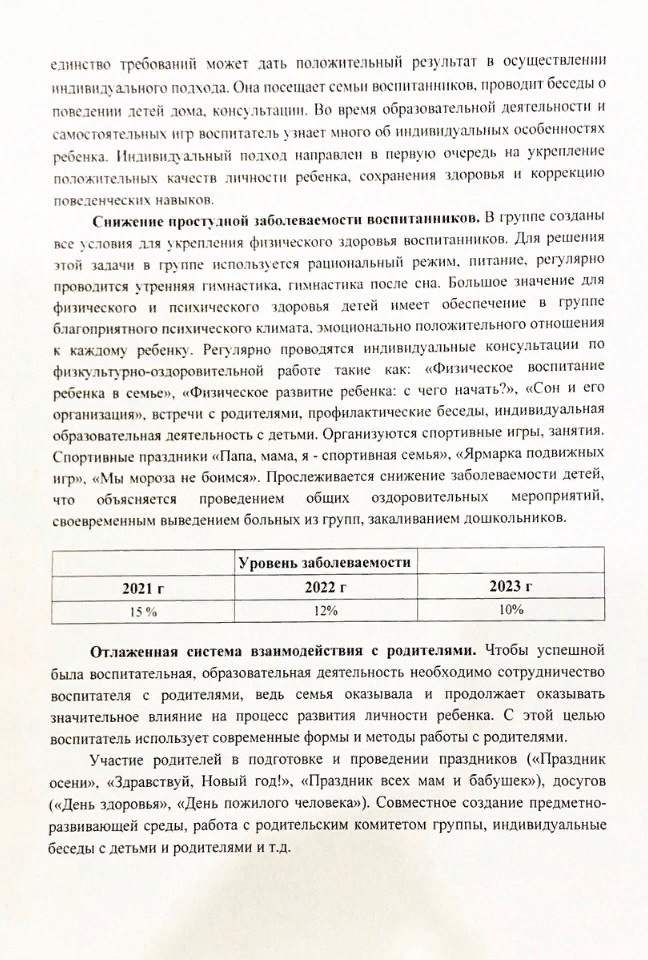 единство требований может дать положительный результат в осуществлении
индивидуального подхода. Она посещает семьи воспитанников, проводит беседы о
поведении детей дома, консультации. Во время образовательной деятельности и
самостоятельных игр воспитатель узнает много об индивидуальных особенностях
ребенка. Индивидуальный подход направлен в первую очередь на укрепление
положительных качеств личности ребенка, сохранения здоровья и коррекцию
поведенческих навыков.
Снижение простудной заболеваемости воспитанников. В группе созданы
все условия для укрепления физического здоровья воспитанников. Для решения
этой задачи в группе используется рациональный режим, питание, регулярно
проводится утренняя гимнастика, гимнастика после сна. Большое значение для
физического и психического здоровья детей имеет обеспечение в группе
благоприятного психического климата, эмоционально положительного отношения
к каждому ребенку. Регулярно проводятся индивидуальные консультации по
физкультурно-оздоровительной работе такие как: «Физическое воспитание
ребенка в семье», «Физическое развитие ребенка: с чего начать?», «Сон и его
организация», встречи с родителями, профилактические беседы, индивидуальная
образовательная деятельность с детьми. Организуются спортивные игры, занятия.
Спортивные праздники «Папа, мама, я - спортивная семья», «Ярмарка подвижных
игр», «Мы мороза не боимся». Прослеживается снижение заболеваемости детей,
что объясняется проведением общих оздоровительных мероприятий,
своевременным выведением больных из групп, закаливанием дошкольников.
Уровень заболеваемости
2021 г 2022 г 2023 г
15 % 12% 10%
Отлаженная система взаимодействия с родителями. Чтобы успешной
была воспитательная, образовательная деятельность необходимо сотрудничество
воспитателя с родителями, ведь семья оказывала и продолжает оказывать
значительное влияние на процесс развития личности ребенка. С этой целью
воспитатель использует современные формы и методы работы с родителями.
Участие родителей в подготовке и проведении праздников («Праздник
осени», «Здравствуй, Новый год!», «Праздник всех мам и бабушек»), досугов
(«День здоровья», «День пожилого человека»). Совместное создание предметно-
развивающей среды, работа с родительским комитетом группы, индивидуальные
беседы с детьми и родителями и т.д.